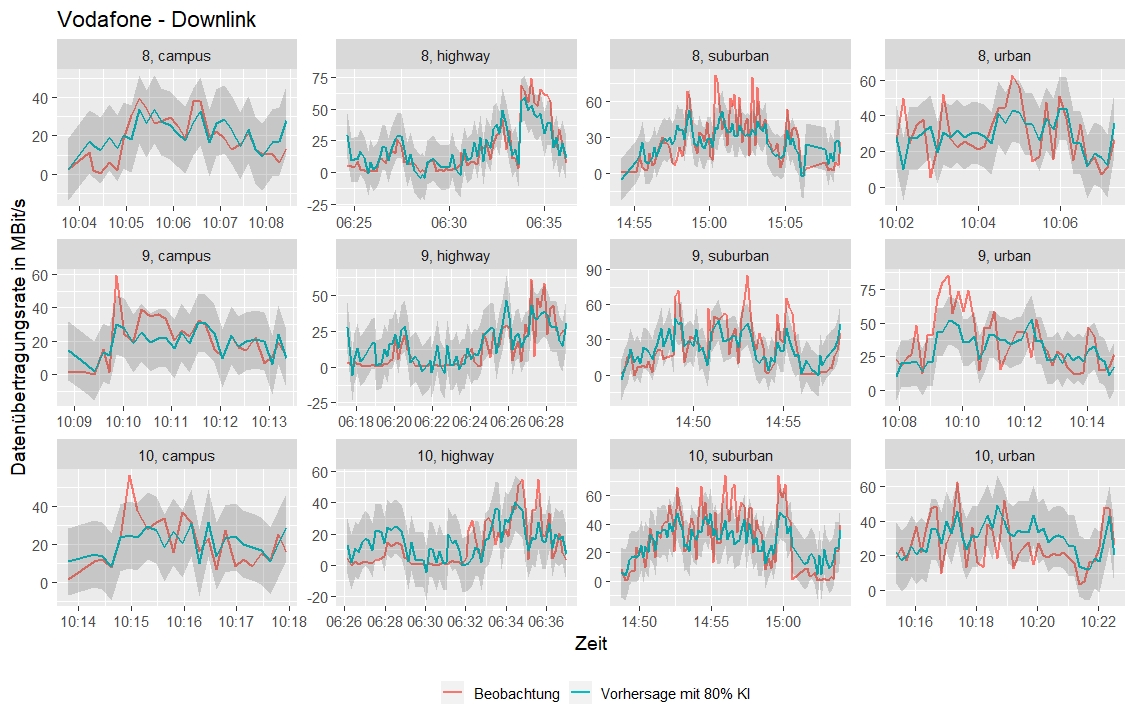 Vodafone - Downlink
8, campus
8, highway
8, suburban
8, urban
40
20
0
10:04 10:05 10:06 10:07 10:08
75
50
25
0
-25
06:25 06:30 06:35
60
30
0
14:55 15:00 15:05
60
40
20
0
10:02 10:04 10:06
9, campus
9, highway
9, suburban
9, urban
60
40
20
0
10:09 10:10 10:11 10:12 10:13
50
25
0
-25
06:18 06:20 06:22 06:24 06:26 06:28
90
60
30
0
14:50 14:55
75
50
25
0
10:08 10:10 10:12 10:14
10, campus
10, highway
10, suburban
10, urban
40
20
0
10:14 10:15 10:16 10:17 10:18
60
40
20
0
-20
06:26 06:28 06:30 06:32 06:34 06:36
60
40
20
0
14:50 14:55 15:00
60
40
20
0
10:16 10:18 10:20 10:22
Datenübertragungsrate in MBit/s
Zeit
Beobachtung Vorhersage mit 80% KI